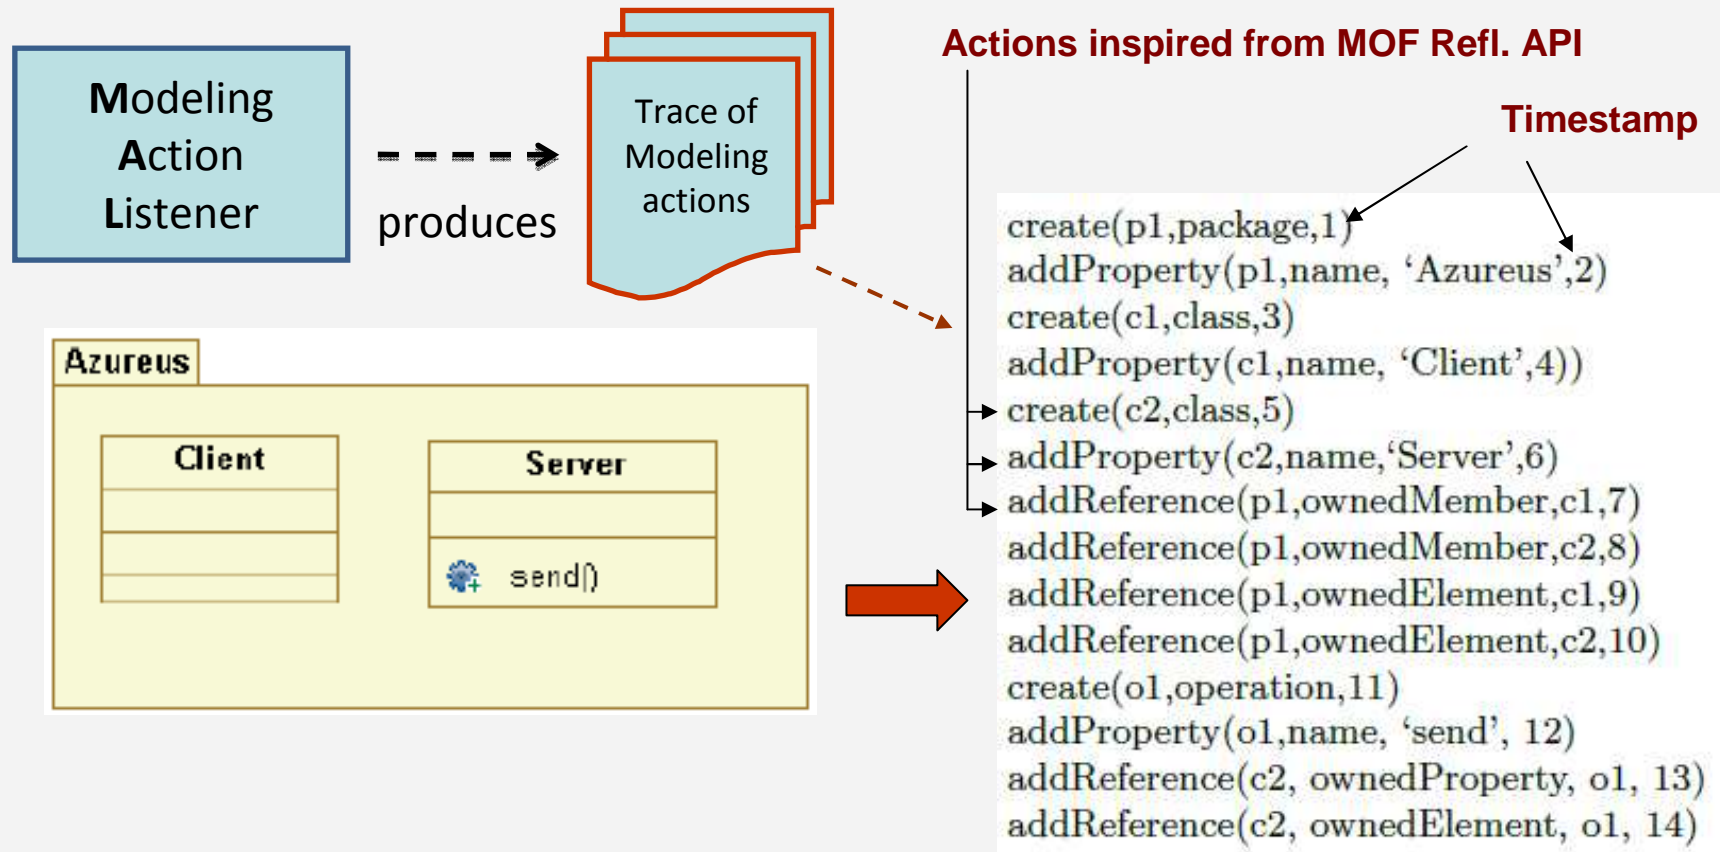 Modeling
Action
Listener
produces
Trace of
Modeling
actions
Actions inspired from MOF Refl. API
Timestamp
Azureus
Client
Server
send()
create(p1,package,1)
addProperty(p1,name, ‘Azureus’,2)
create(c1,class,3)
addProperty(c1,name, ‘Client’,4))
create(c2,class,5)
addProperty(c2,name,‘Server’,6)
addReference(p1,ownedMember,c1,7)
addReference(p1,ownedMember,c2,8)
addReference(p1,ownedElement,c1,9)
addReference(p1,ownedElement,c2,10)
create(o1,operation,11)
addProperty(o1,name, ‘send’, 12)
addReference(c2, ownedProperty, o1, 13)
addReference(c2, ownedElement, o1, 14)